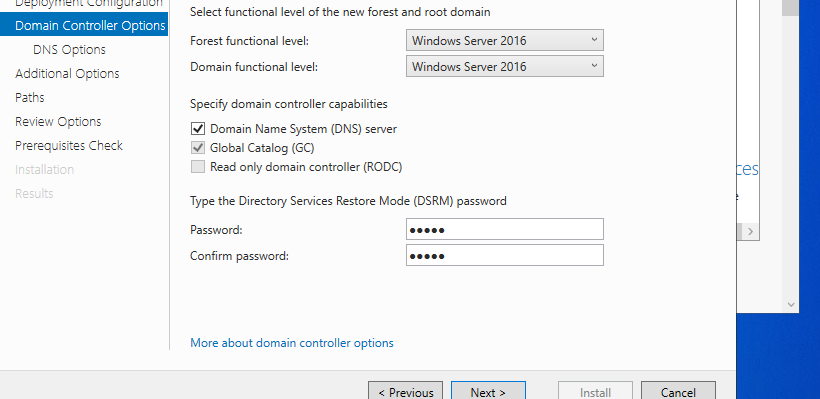 Deployment Configuration
Select functional level of the new forest and root domain
Domain Controller Options
DNS Options
Additional Options
Paths
Review Options
Prerequisites Check
Installation
Results
Forest functional level: Windows Server 2016
Domain functional level: Windows Server 2016
Specify domain controller capabilities
Domain Name System (DNS) server
Global Catalog (GC)
Read only domain controller (RODC)
Type the Directory Services Restore Mode (DSRM) password
Password: ●●●●●
Confirm password: ●●●●●
More about domain controller options
< Previous Next > Install Cancel